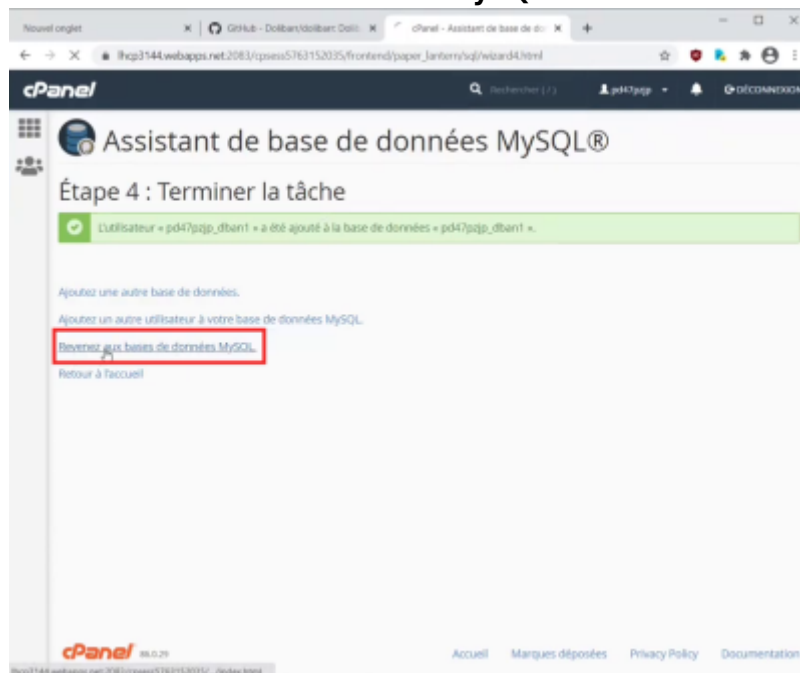 Nouvel onglet
GitHub - Dolibarr/dolibarr: Doli
cPanel - Assistant de base de do
lhcp3144.webapps.net:2083/cpsess5763152035/frontend/paper_lantern/sql/wizard4.html
cPanel
Rechercher ( / )
pd47pzjp
DÉCONNEXION
Assistant de base de données MySQL®
Étape 4 : Terminer la tâche
L'utilisateur « pd47pzjp_dban1 » a été ajouté à la base de données « pd47pzjp_dban1 ».
Ajoutez une autre base de données.
Ajoutez un autre utilisateur à votre base de données MySQL.
Revenez aux bases de données MySQL.
Retour à l'accueil
cPanel 88.0.29
Accueil
Marques déposées
Privacy Policy
Documentation